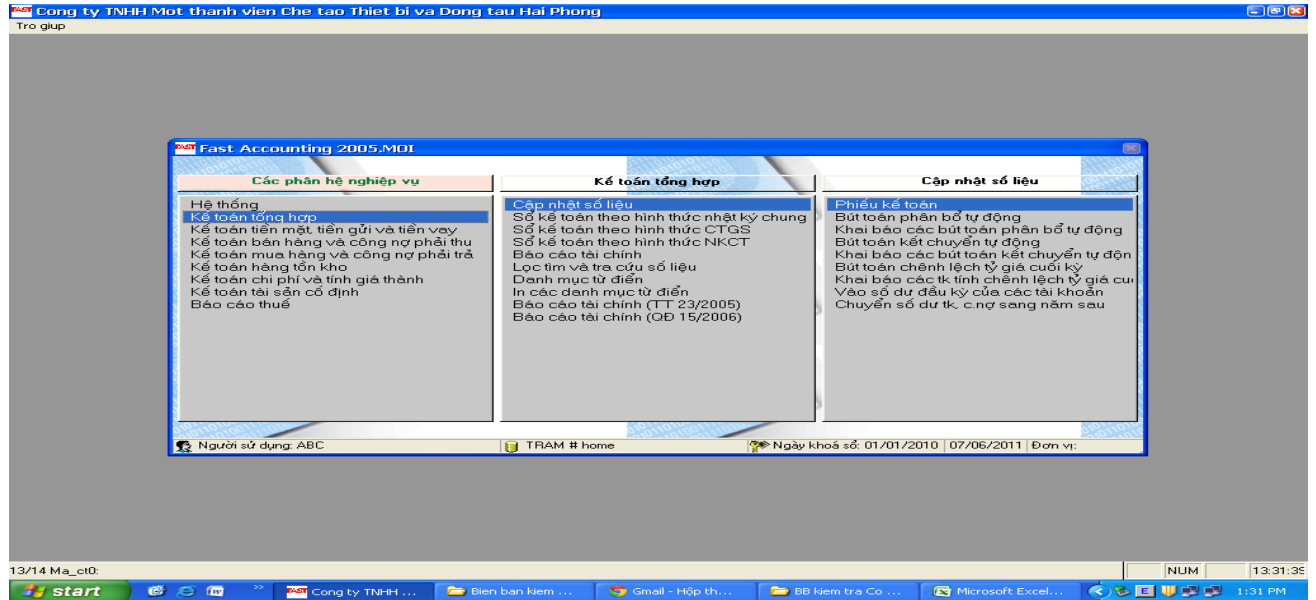 FAST Cong ty TNHH Mot thanh vien Che tao Thiet bi va Dong tau Hai Phong
Tro giup
FAST Fast Accounting 2005.MOI
Các phân hệ nghiệp vụ
Kế toán tổng hợp
Cập nhật số liệu
Hệ thống
Kế toán tổng hợp
Kế toán tiền mặt, tiền gửi và tiền vay
Kế toán bán hàng và công nợ phải thu
Kế toán mua hàng và công nợ phải trả
Kế toán hàng tồn kho
Kế toán chi phí và tính giá thành
Kế toán tài sản cố định
Báo cáo thuế
Cập nhật số liệu
Sổ kế toán theo hình thức nhật ký chung
Sổ kế toán theo hình thức CTGS
Sổ kế toán theo hình thức NKCT
Báo cáo tài chính
Lọc tìm và tra cứu số liệu
Danh mục từ điển
In các danh mục từ điển
Báo cáo tài chính (TT 23/2005)
Báo cáo tài chính (QĐ 15/2006)
Phiếu kế toán
Bút toán phân bổ tự động
Khai báo các bút toán phân bổ tự động
Bút toán kết chuyển tự động
Khai báo các bút toán kết chuyển tự độn
Bút toán chênh lệch tỷ giá cuối kỳ
Khai báo các tk tính chênh lệch tỷ giá cu
Vào số dư đầu kỳ của các tài khoản
Chuyển số dư tk, c.nợ sang năm sau
Người sử dụng: ABC
TRAM # home
Ngày khoá sổ: 01/01/2010 07/06/2011 Đơn vị:
13/14 Ma_ct0:
NUM
13:31:39
start
FAST Cong ty TNHH ...
Bien ban kiem ...
Gmail - Hộp th...
BB kiem tra Co ...
Microsoft Excel...
1:31 PM